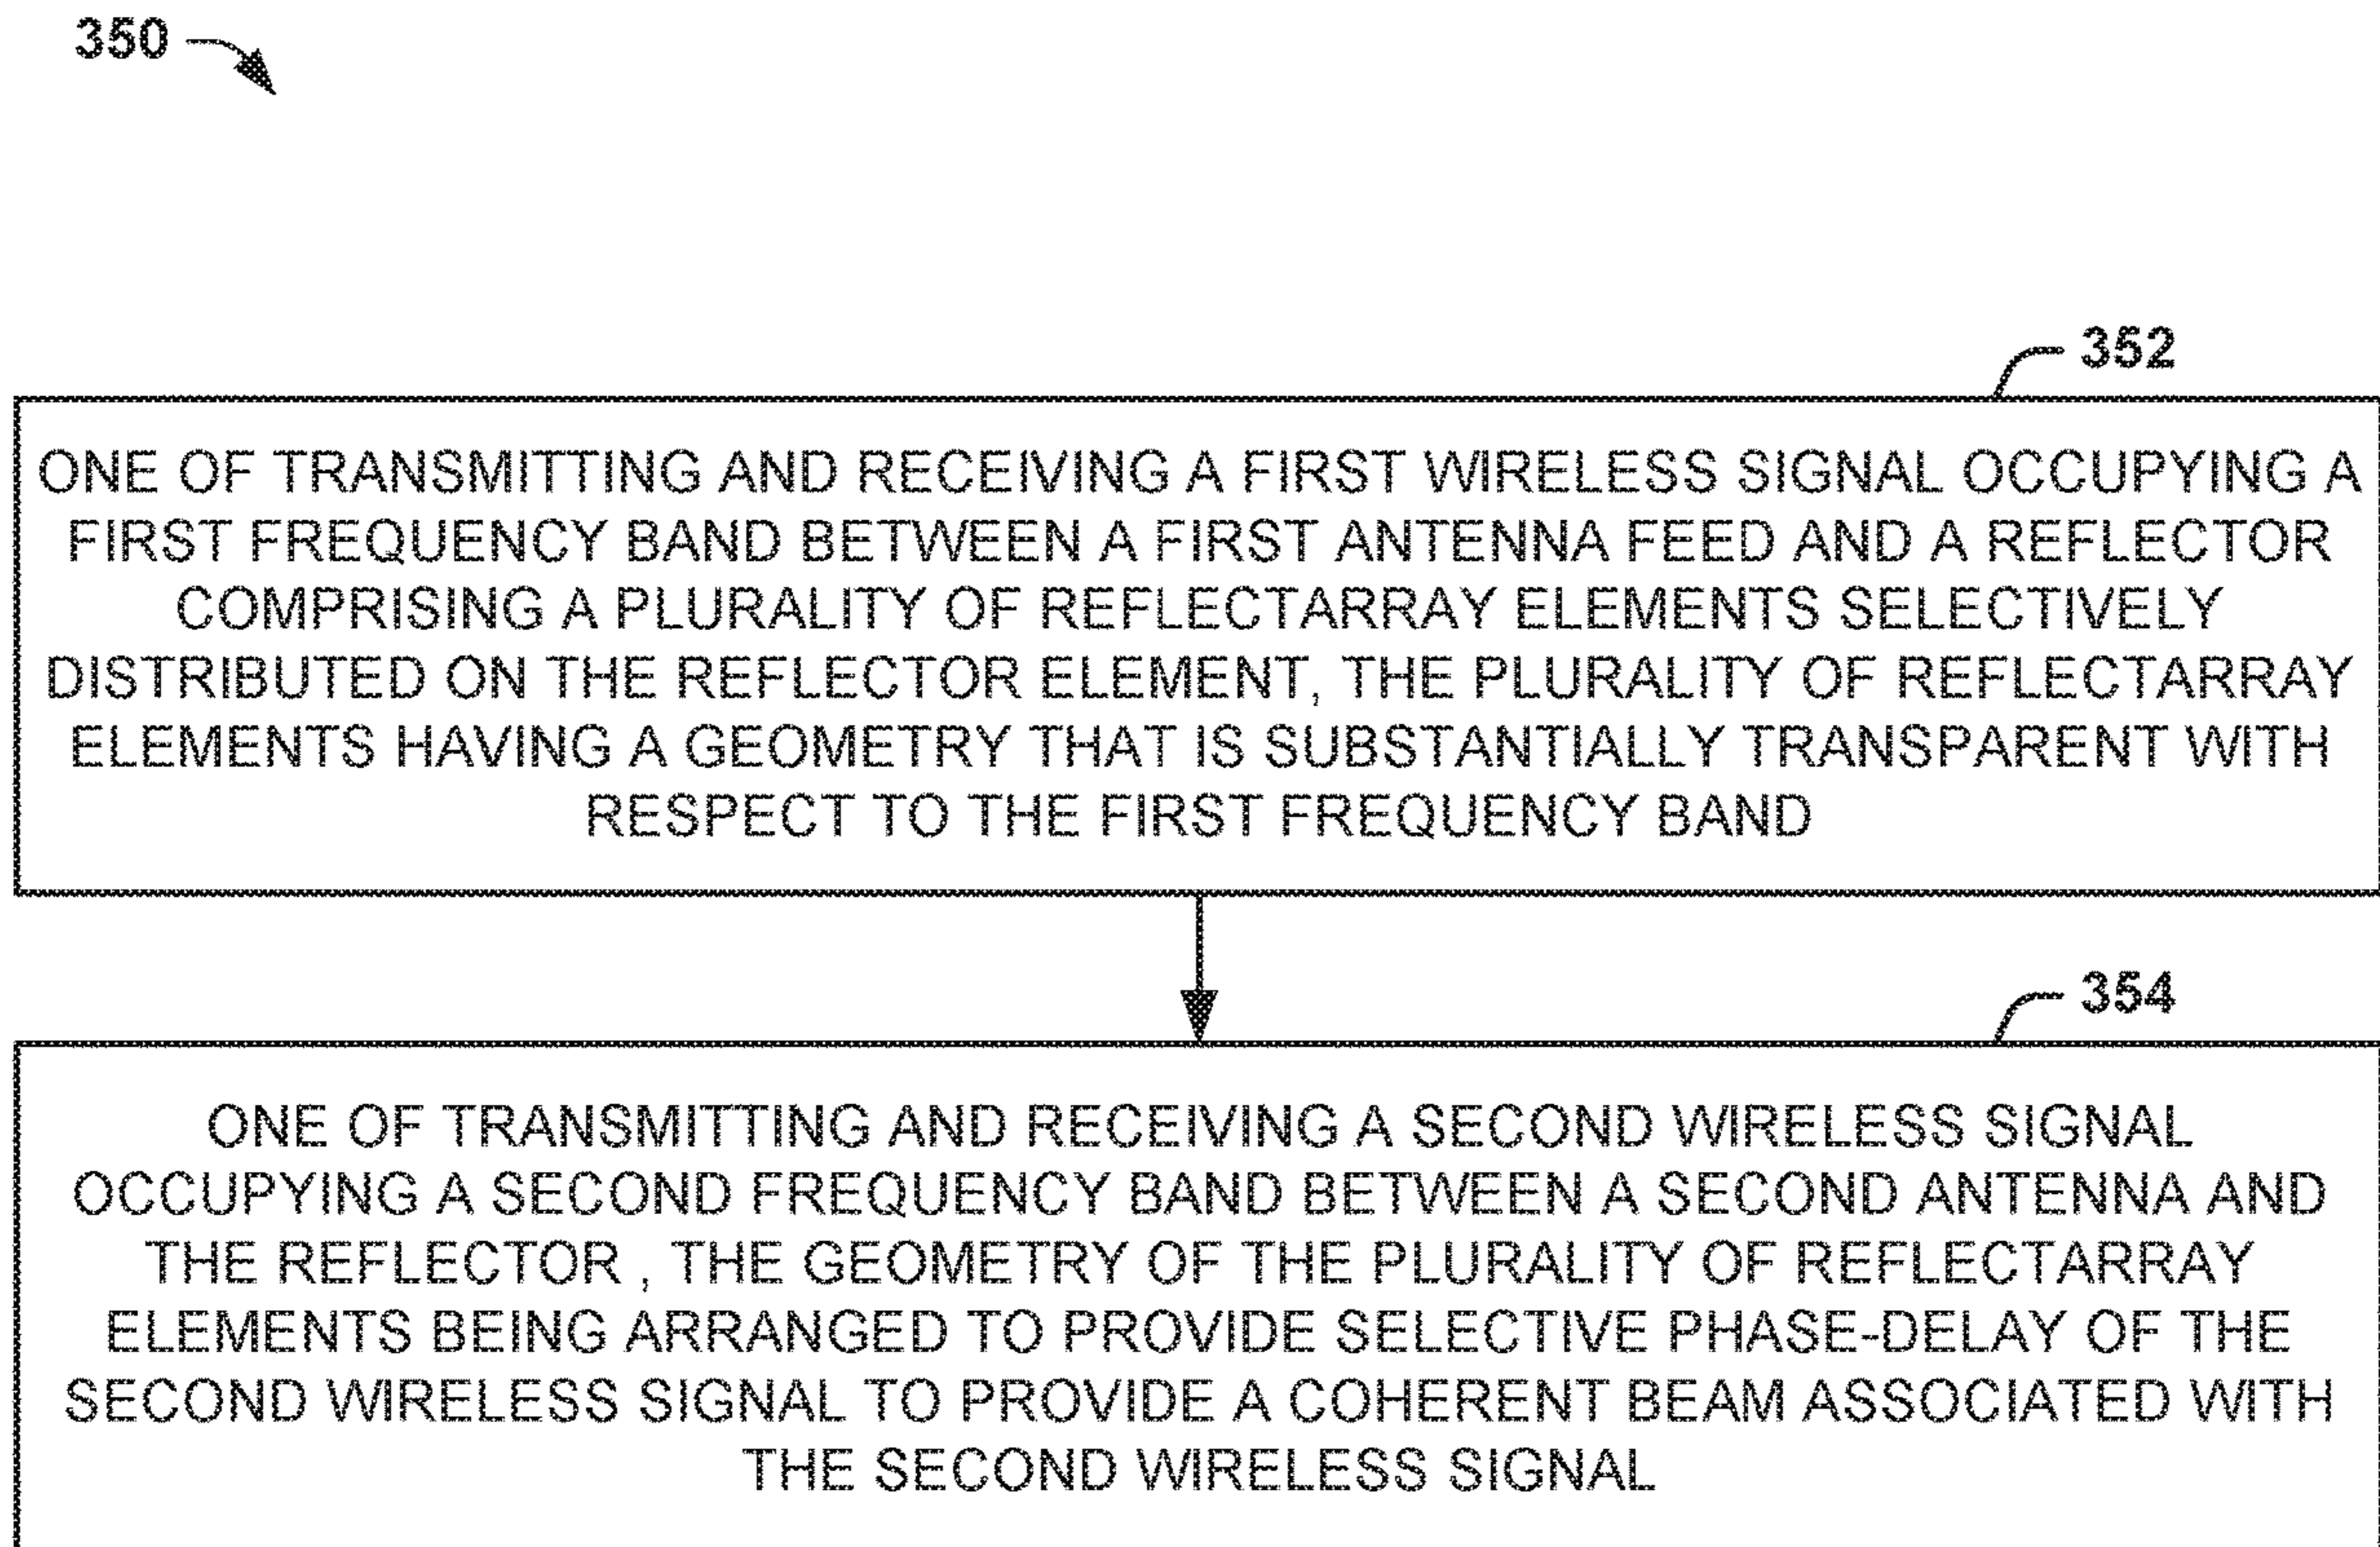 350
352
ONE OF TRANSMITTING AND RECEIVING A FIRST WIRELESS SIGNAL OCCUPYING A
FIRST FREQUENCY BAND BETWEEN A FIRST ANTENNA FEED AND A REFLECTOR
COMPRISING A PLURALITY OF REFLECTARRAY ELEMENTS SELECTIVELY
DISTRIBUTED ON THE REFLECTOR ELEMENT, THE PLURALITY OF REFLECTARRAY
ELEMENTS HAVING A GEOMETRY THAT IS SUBSTANTIALLY TRANSPARENT WITH
RESPECT TO THE FIRST FREQUENCY BAND
354
ONE OF TRANSMITTING AND RECEIVING A SECOND WIRELESS SIGNAL
OCCUPYING A SECOND FREQUENCY BAND BETWEEN A SECOND ANTENNA AND
THE REFLECTOR , THE GEOMETRY OF THE PLURALITY OF REFLECTARRAY
ELEMENTS BEING ARRANGED TO PROVIDE SELECTIVE PHASE-DELAY OF THE
SECOND WIRELESS SIGNAL TO PROVIDE A COHERENT BEAM ASSOCIATED WITH
THE SECOND WIRELESS SIGNAL